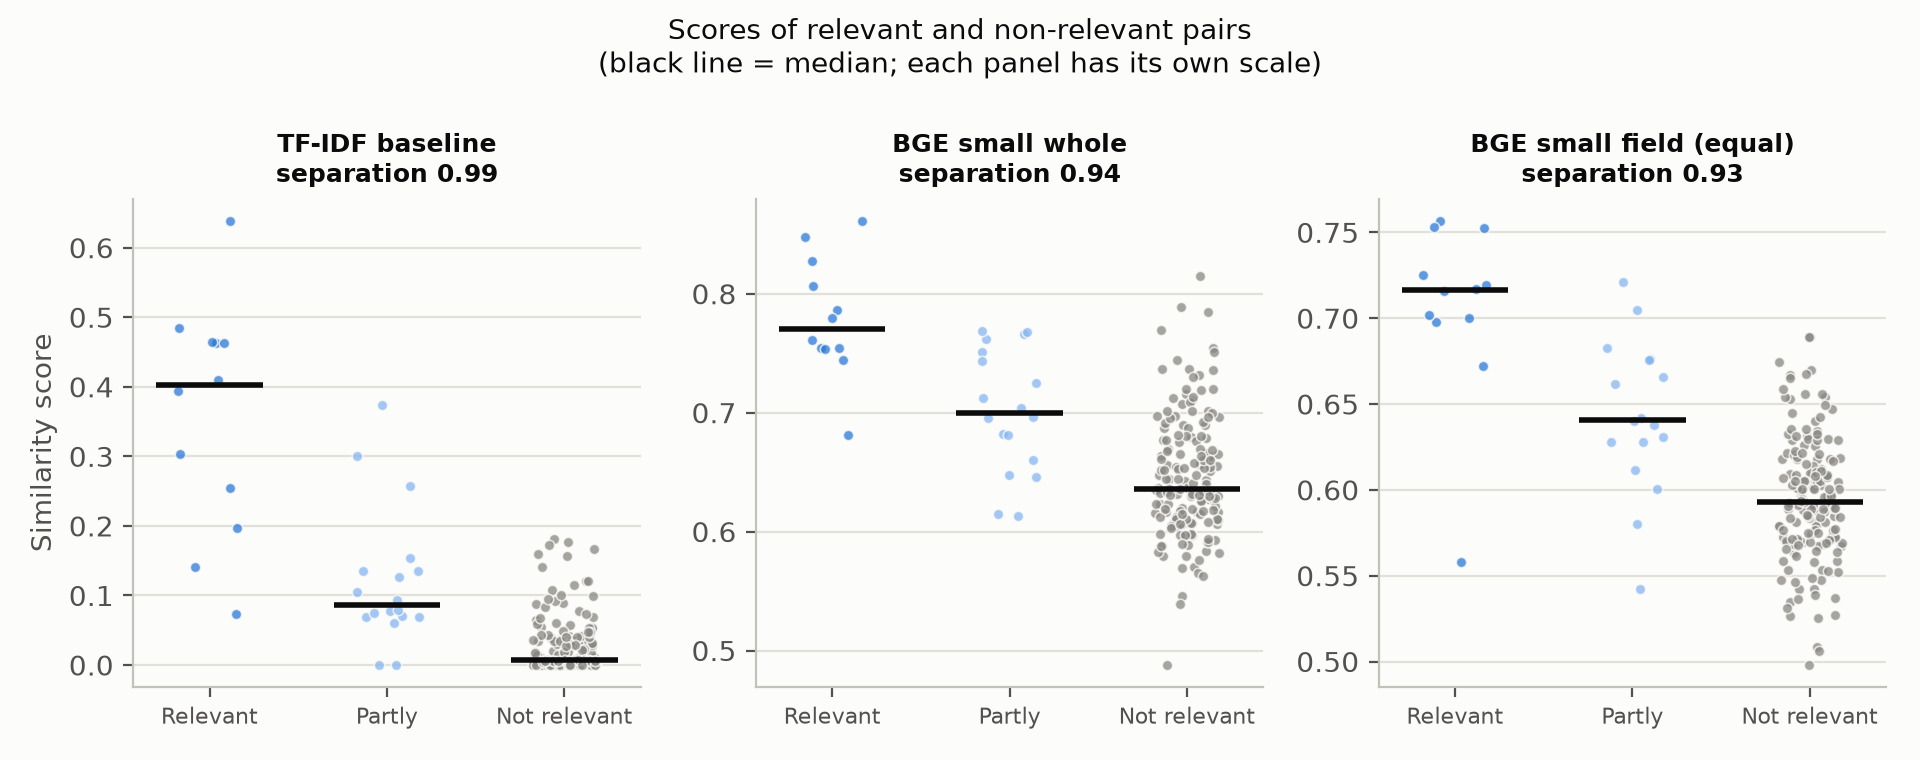 Scores of relevant and non-relevant pairs
(black line = median; each panel has its own scale)
TF-IDF baseline
separation 0.99
Similarity score
0.6
0.5
0.4
0.3
0.2
0.1
0.0
Relevant
Partly
Not relevant
BGE small whole
separation 0.94
0.8
0.7
0.6
0.5
Relevant
Partly
Not relevant
BGE small field (equal)
separation 0.93
0.75
0.70
0.65
0.60
0.55
0.50
Relevant
Partly
Not relevant